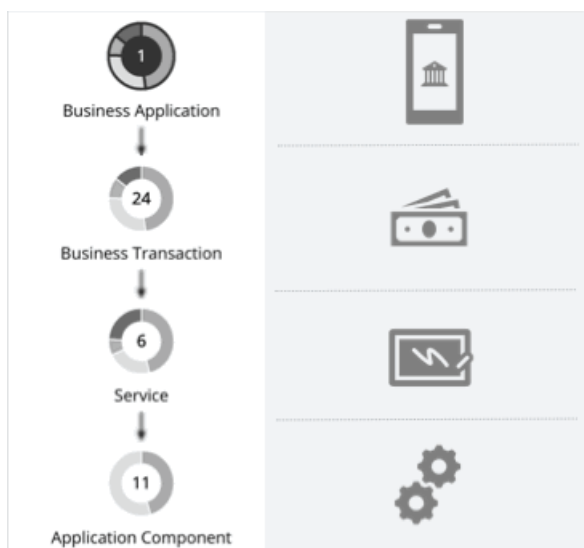 1
Business Application
24
Business Transaction
6
Service
11
Application Component